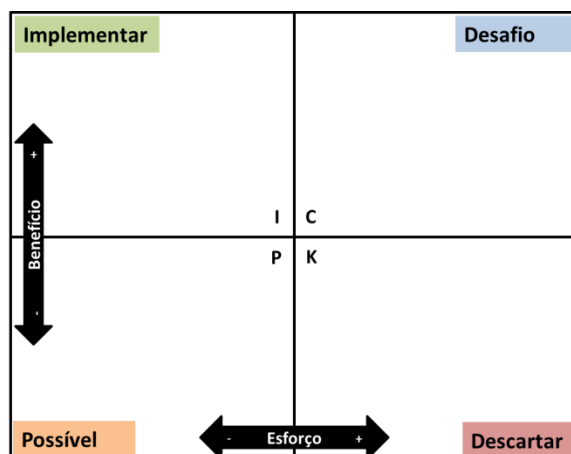 Implementar
Desafio
+
Benefício
-
I
C
P
K
Possível
- Esforço +
Descartar